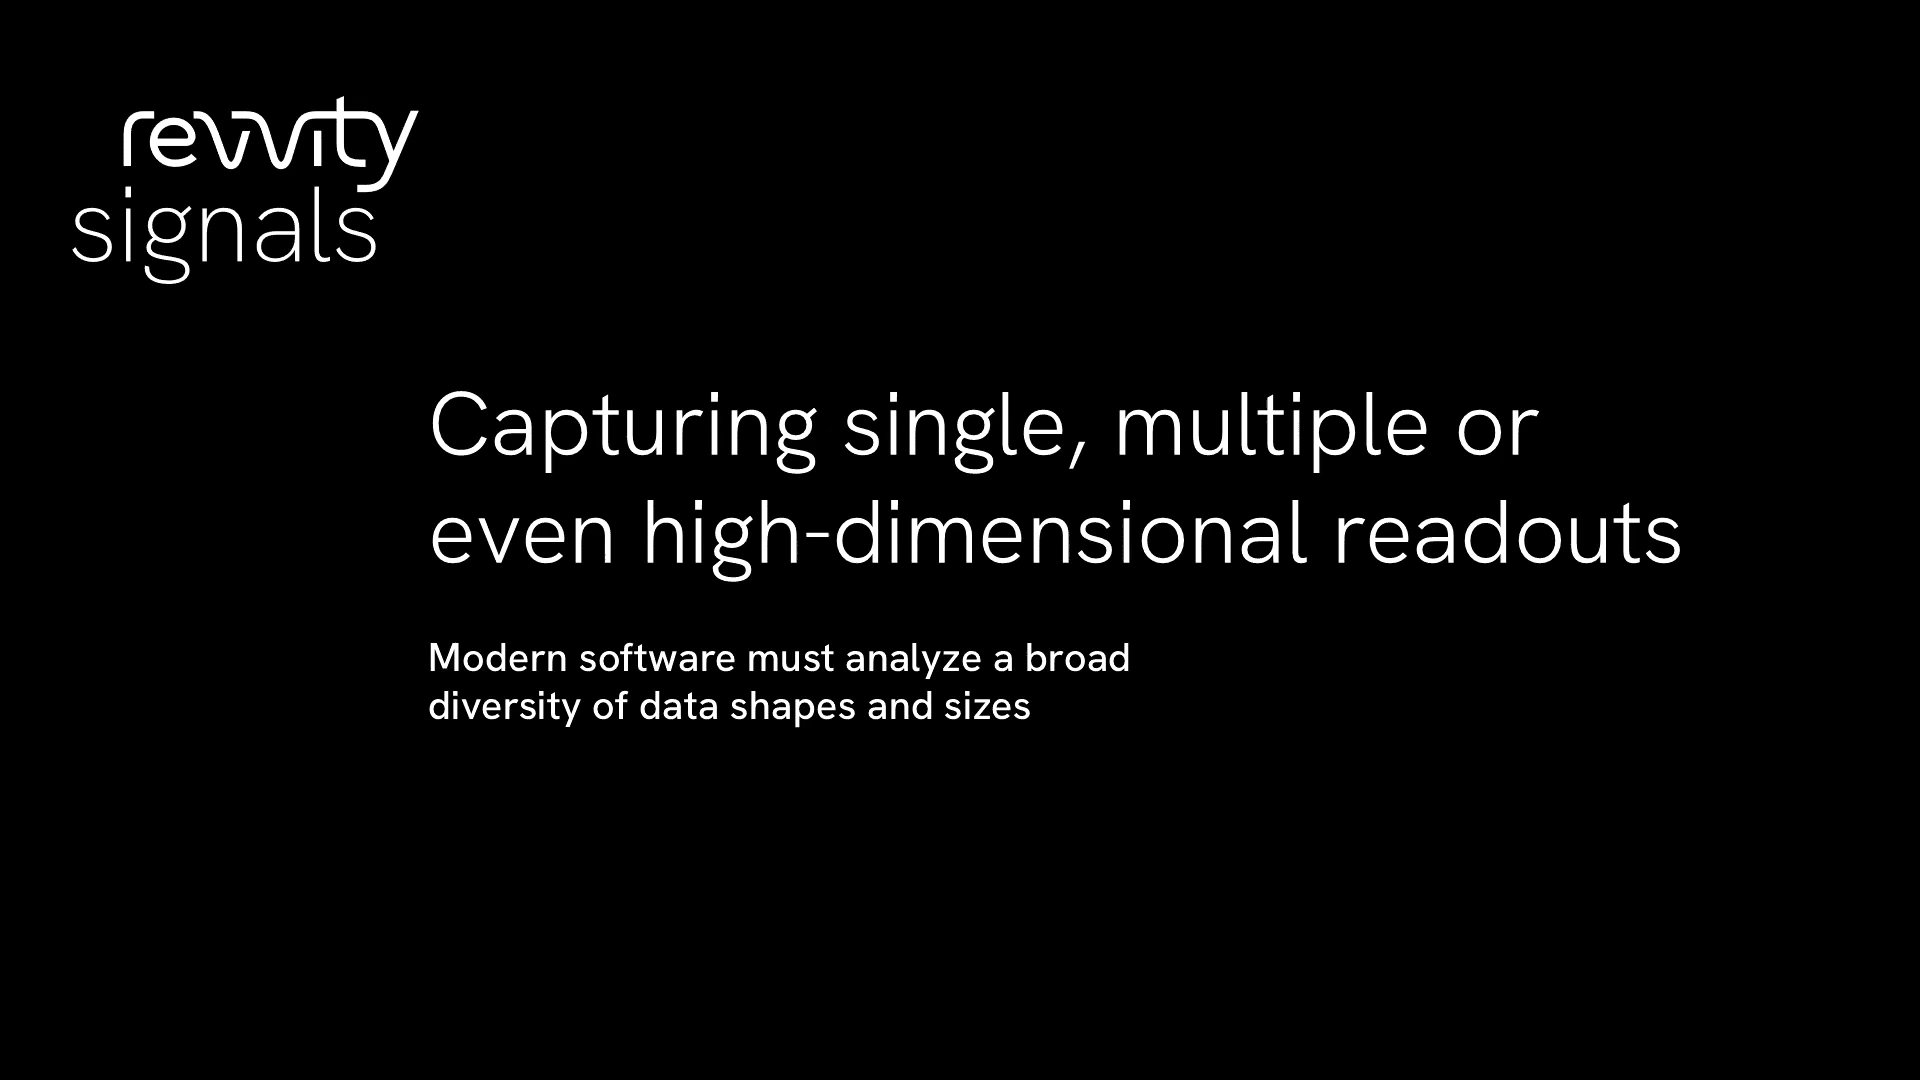 revvity
signals
Capturing single, multiple or
even high-dimensional readouts
Modern software must analyze a broad
diversity of data shapes and sizes